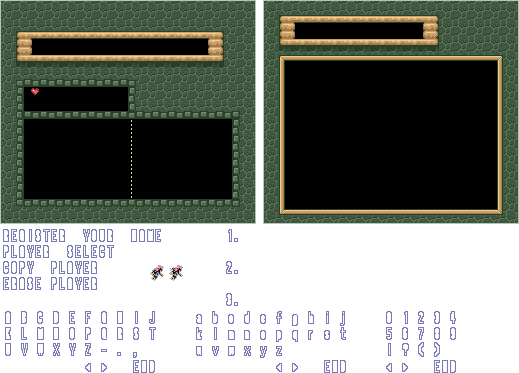 REGISTER YOUR NAME 1.
PLAYER SELECT
COPY PLAYER 2.
ERASE PLAYER
3.
A B C D E F G H I J a b c d e f g h i j 0 1 2 3 4
K L M N O P Q R S T k l m n o p q r s t 5 6 7 8 9
U V W X Y Z - . , u v w x y z ! ? ( )
END END END